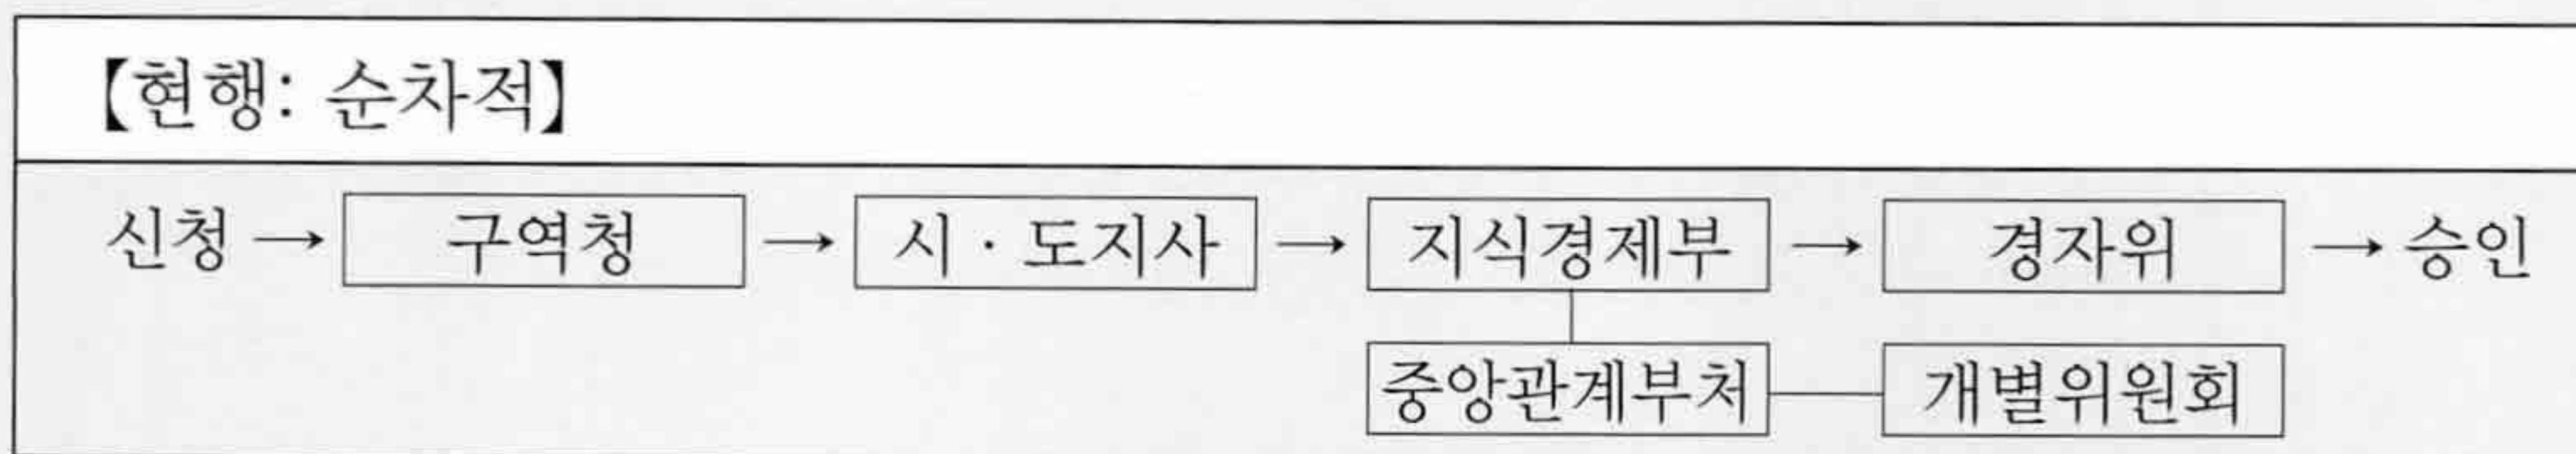 【현행: 순차적】
신청 → 구역청 → 시 · 도지사 → 지식경제부 → 경자위 → 승인
중앙관계부처 개별위원회